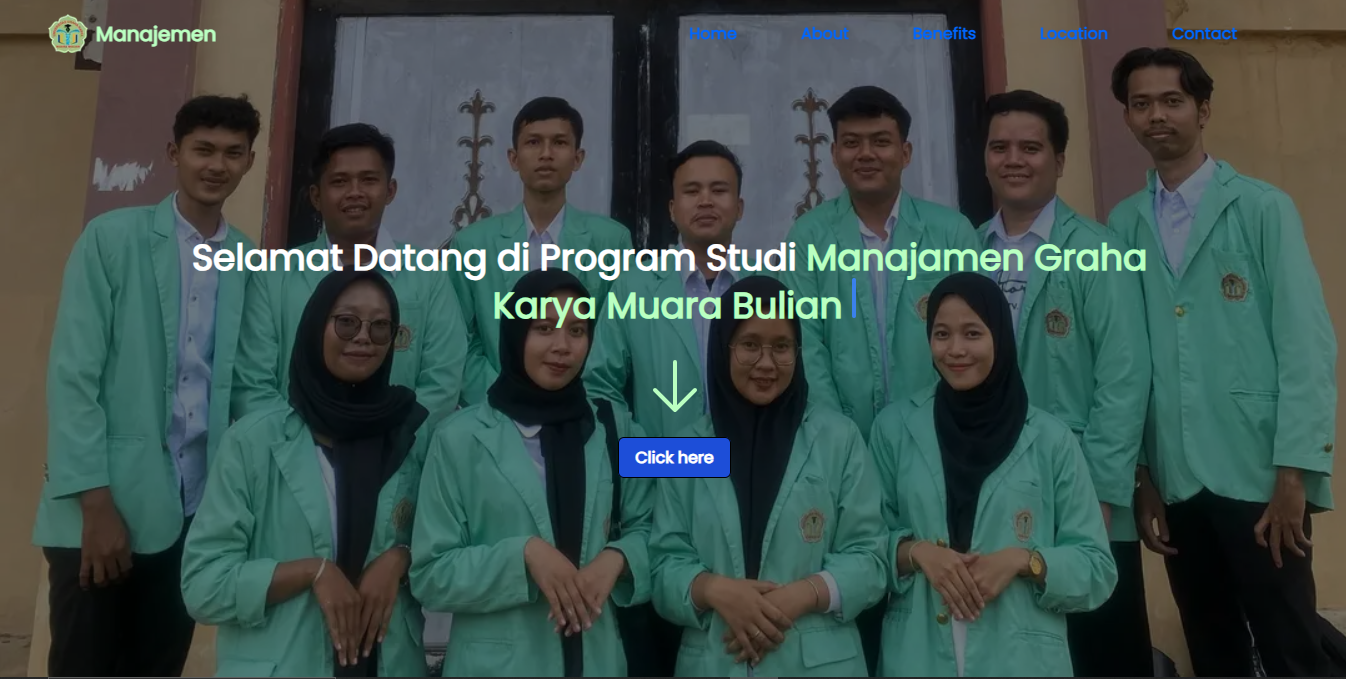 Manajemen
Home About Benefits Location Contact
Selamat Datang di Program Studi Manajamen Graha
Karya Muara Bulian
Click here